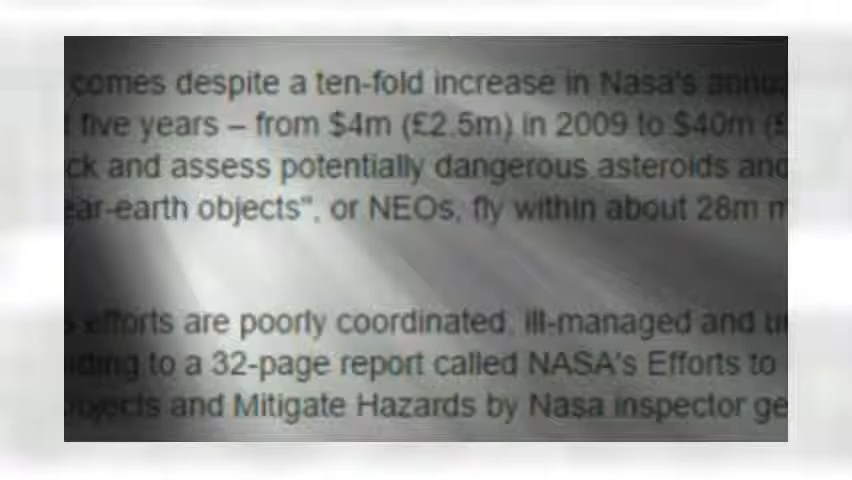 comes despite a ten-fold increase in Nasa's
five years – from $4m (£2.5m) in 2009 to $40m (£
ck and assess potentially dangerous asteroids and
ear-earth objects", or NEOs, fly within about 28m m
efforts are poorly coordinated, ill-managed and
ding to a 32-page report called NASA's Efforts to
objects and Mitigate Hazards by Nasa inspector ge